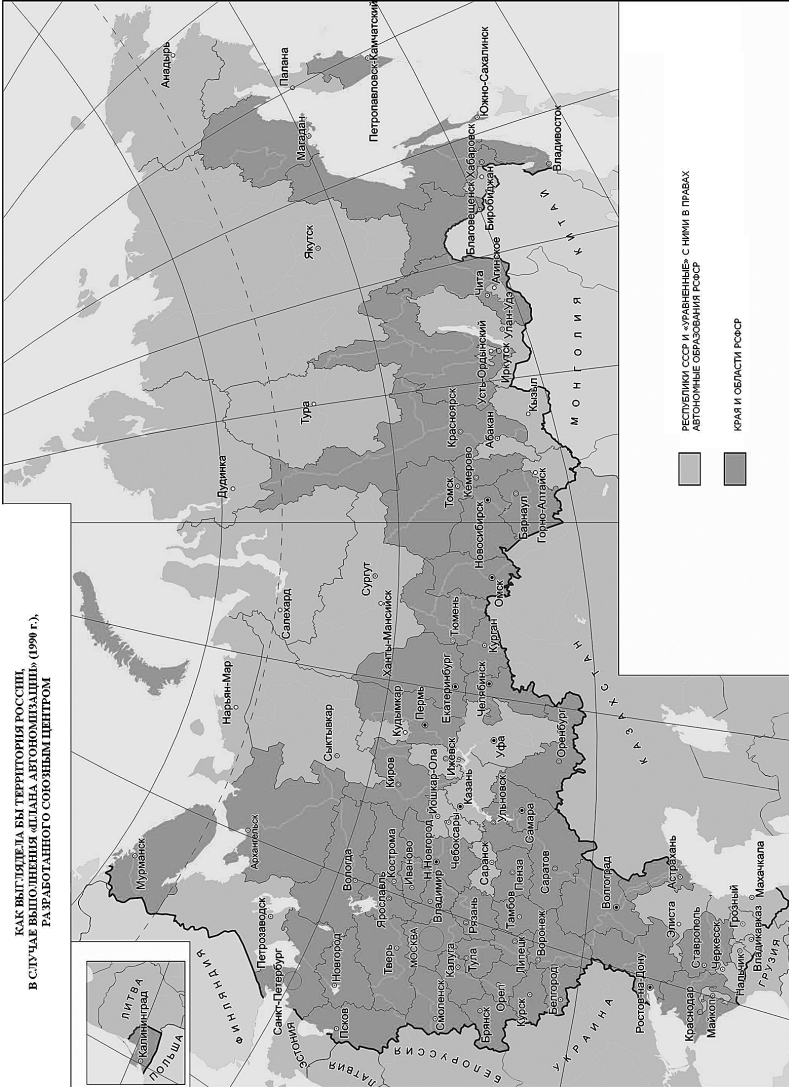 КАК ВЫГЛЯДЕЛА БЫ ТЕРРИТОРИЯ РОССИИ,
В СЛУЧАЕ ВЫПОЛНЕНИЯ «ПЛАНА АВТОНОМИЗАЦИИ» (1990 г.),
РАЗРАБОТАННОГО СОЮЗНЫМ ЦЕНТРОМ
ЛИТВА
Калининград
ПОЛЬША
ФИНЛЯНДИЯ
ЭСТОНИЯ
ЛАТВИЯ
БЕЛОРУССИЯ
УКРАИНА
ГРУЗИЯ
КАЗАХСТАН
МОНГОЛИЯ
КИТАЙ
Мурманск
Петрозаводск
Санкт-Петербург
Архангельск
Нарьян-Мар
Салехард
Дудинка
Тура
Якутск
Магадан
Анадырь
Палана
Петропавловск-Камчатский
Южно-Сахалинск
Псков
Новгород
Вологда
Сыктывкар
Сургут
Ханты-Мансийск
Тверь
Ярославль
Кострома
Иваново
Киров
Кудымкар
Пермь
Смоленск
МОСКВА
Владимир
Н.Новгород
Йошкар-Ола
Ижевск
Екатеринбург
Тюмень
Калуга
Тула
Рязань
Чебоксары
Казань
Саранск
Ульяновск
Уфа
Челябинск
Курган
Брянск
Орел
Липецк
Тамбов
Пенза
Самара
Курск
Воронеж
Саратов
Оренбург
Белгород
Волгоград
Астрахань
Ростов-на-Дону
Элиста
Краснодар
Майкоп
Ставрополь
Черкесск
Нальчик
Грозный
Владикавказ
Махачкала
Омск
Томск
Новосибирск
Кемерово
Красноярск
Барнаул
Горно-Алтайск
Абакан
Кызыл
Усть-Ордынский
Иркутск
Улан-Удэ
Чита
Агинское
Благовещенск
Хабаровск
Биробиджан
Владивосток
РЕСПУБЛИКИ СССР И «УРАВНЕННЫЕ» С НИМИ В ПРАВАХ
АВТОНОМНЫЕ ОБРАЗОВАНИЯ РСФСР
КРАЯ И ОБЛАСТИ РСФСР